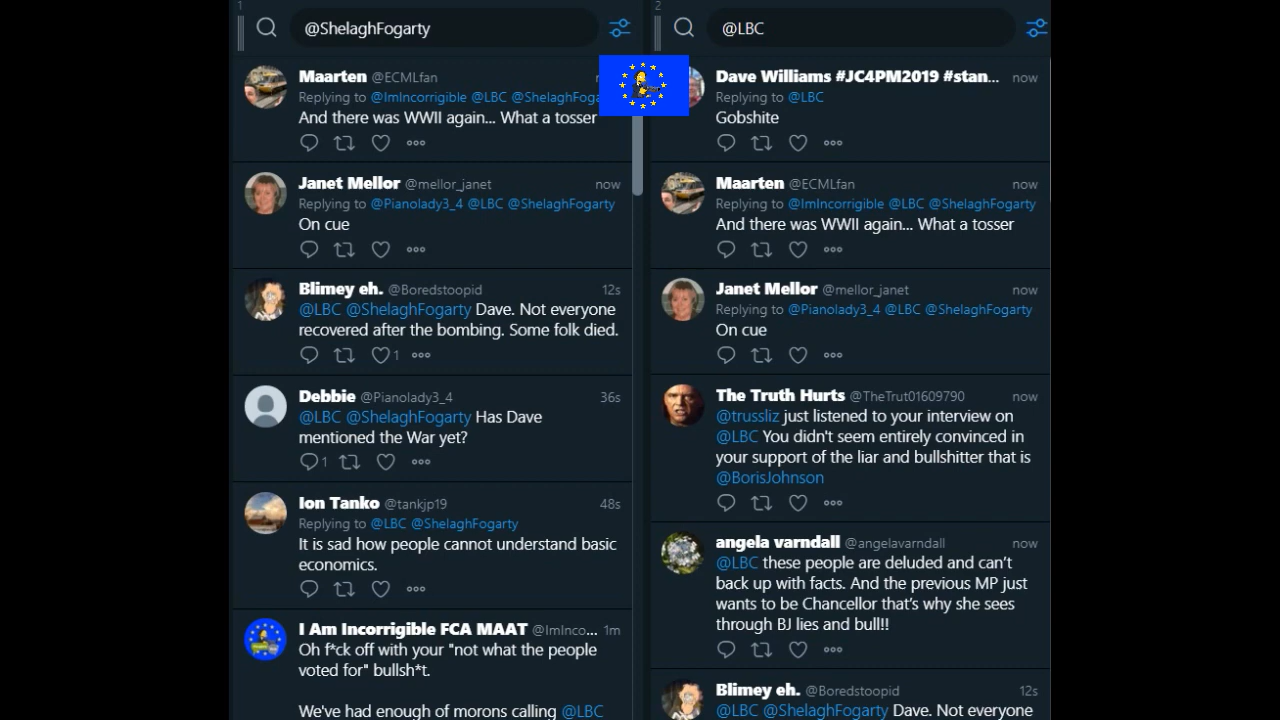 1
@ShelaghFogarty
Maarten @ECMLfan
Replying to @ImIncorrigible @LBC @ShelaghFoga
And there was WWII again... What a tosser
Janet Mellor @mellor_janet now
Replying to @Pianolady3_4 @LBC @ShelaghFogarty
On cue
Blimey eh. @Boredstoopid 12s
@LBC @ShelaghFogarty Dave. Not everyone
recovered after the bombing. Some folk died.
1
Debbie @Pianolady3_4 36s
@LBC @ShelaghFogarty Has Dave
mentioned the War yet?
1
Ion Tanko @tankjp19 48s
Replying to @LBC @ShelaghFogarty
It is sad how people cannot understand basic
economics.
I Am Incorrigible FCA MAAT @ImInco... 1m
Oh f*ck off with your "not what the people
voted for" bullsh*t.
We've had enough of morons calling @LBC
2
@LBC
Dave Williams #JC4PM2019 #stan... now
Replying to @LBC
Gobshite
Maarten @ECMLfan now
Replying to @ImIncorrigible @LBC @ShelaghFogarty
And there was WWII again... What a tosser
Janet Mellor @mellor_janet now
Replying to @Pianolady3_4 @LBC @ShelaghFogarty
On cue
The Truth Hurts @TheTrut01609790 now
@trussliz just listened to your interview on
@LBC You didn't seem entirely convinced in
your support of the liar and bullshitter that is
@BorisJohnson
angela varndall @angelavarndall now
@LBC these people are deluded and can't
back up with facts. And the previous MP just
wants to be Chancellor that's why she sees
through BJ lies and bull!!
Blimey eh. @Boredstoopid 12s
@LBC @ShelaghFogarty Dave. Not everyone